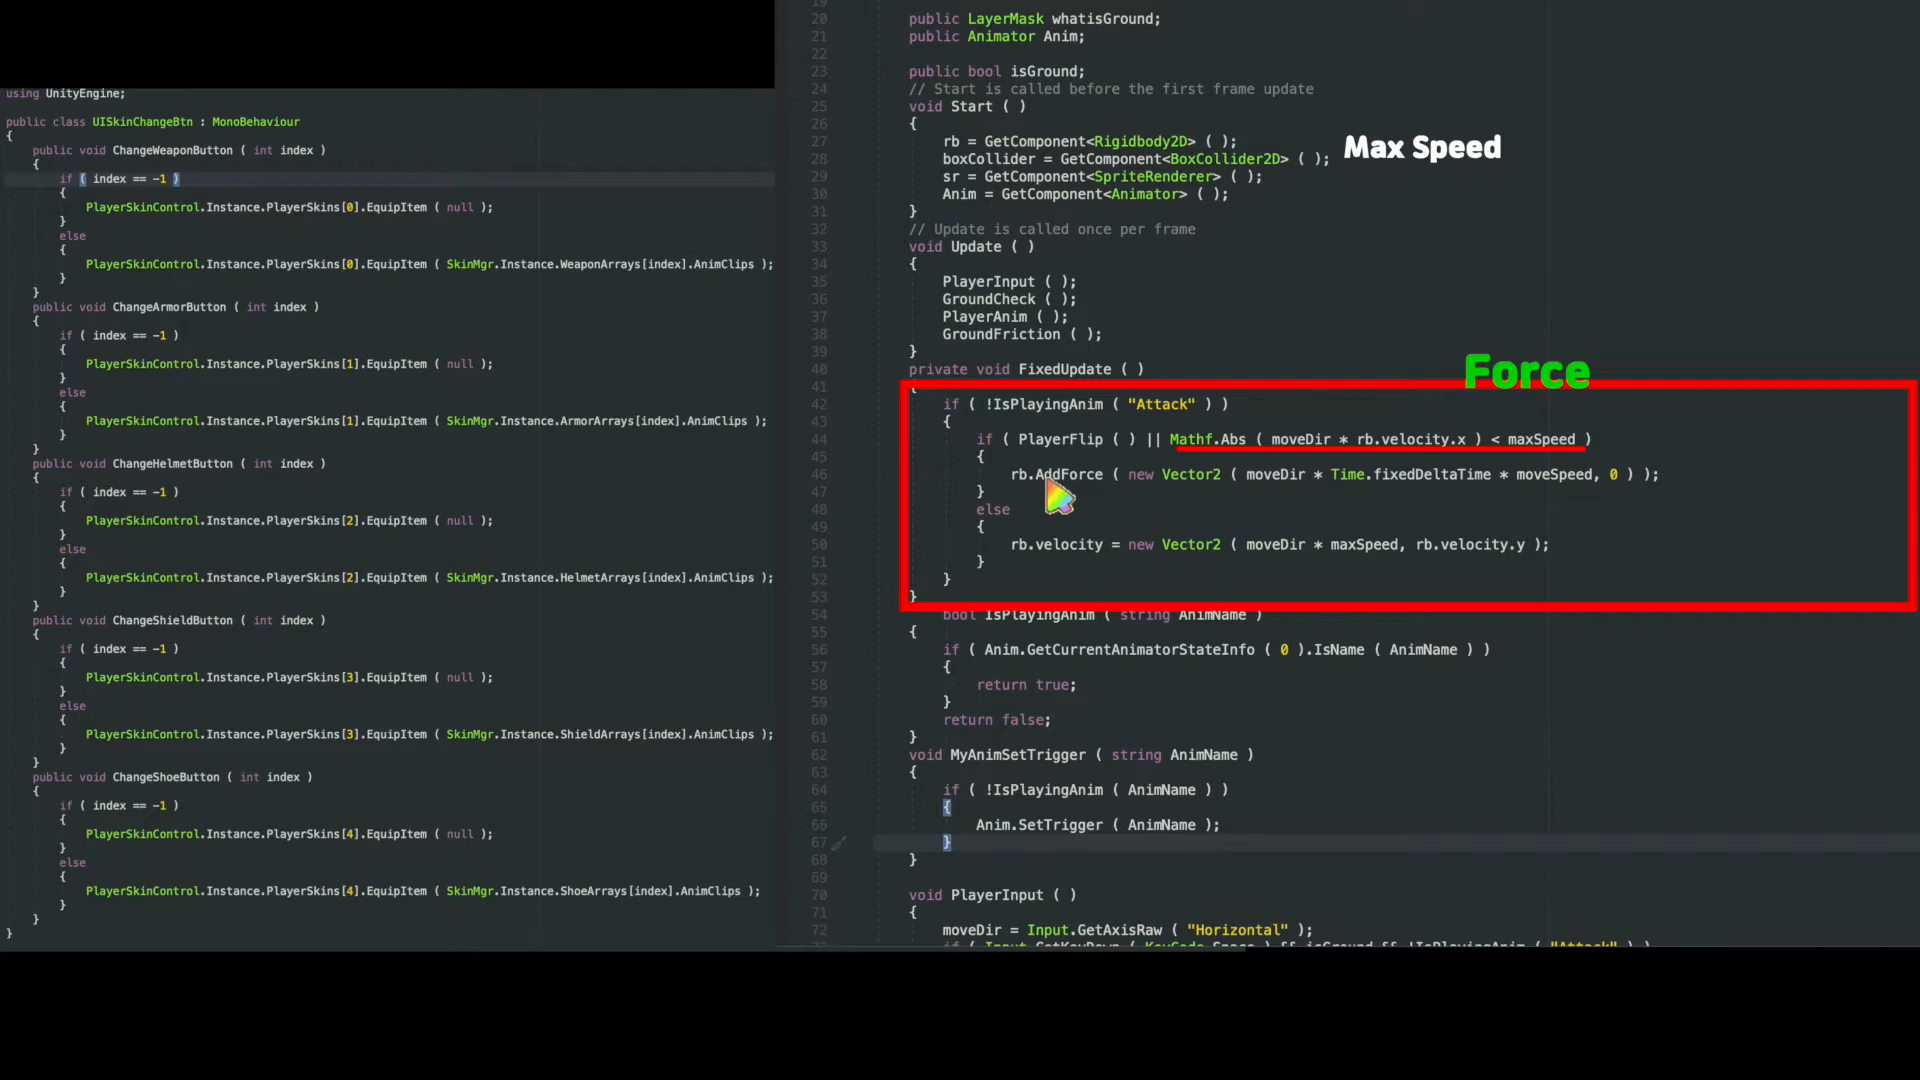 using UnityEngine;
public class UISkinChangeBtn : MonoBehaviour
{
public void ChangeWeaponButton ( int index )
{
if ( index == -1 )
{
PlayerSkinControl.Instance.PlayerSkins[0].EquipItem ( null );
}
else
{
PlayerSkinControl.Instance.PlayerSkins[0].EquipItem ( SkinMgr.Instance.WeaponArrays[index].AnimClips );
}
}
public void ChangeArmorButton ( int index )
{
if ( index == -1 )
{
PlayerSkinControl.Instance.PlayerSkins[1].EquipItem ( null );
}
else
{
PlayerSkinControl.Instance.PlayerSkins[1].EquipItem ( SkinMgr.Instance.ArmorArrays[index].AnimClips );
}
}
public void ChangeHelmetButton ( int index )
{
if ( index == -1 )
{
PlayerSkinControl.Instance.PlayerSkins[2].EquipItem ( null );
}
else
{
PlayerSkinControl.Instance.PlayerSkins[2].EquipItem ( SkinMgr.Instance.HelmetArrays[index].AnimClips );
}
}
public void ChangeShieldButton ( int index )
{
if ( index == -1 )
{
PlayerSkinControl.Instance.PlayerSkins[3].EquipItem ( null );
}
else
{
PlayerSkinControl.Instance.PlayerSkins[3].EquipItem ( SkinMgr.Instance.ShieldArrays[index].AnimClips );
}
}
public void ChangeShoeButton ( int index )
{
if ( index == -1 )
{
PlayerSkinControl.Instance.PlayerSkins[4].EquipItem ( null );
}
else
{
PlayerSkinControl.Instance.PlayerSkins[4].EquipItem ( SkinMgr.Instance.ShoeArrays[index].AnimClips );
}
}
}
19
20 public LayerMask whatisGround;
21 public Animator Anim;
22
23 public bool isGround;
24 // Start is called before the first frame update
25 void Start ( )
26 {
27 rb = GetComponent<Rigidbody2D> ( );
Max Speed
28 boxCollider = GetComponent<BoxCollider2D> ( );
29 sr = GetComponent<SpriteRenderer> ( );
30 Anim = GetComponent<Animator> ( );
31 }
32 // Update is called once per frame
33 void Update ( )
34 {
35 PlayerInput ( );
36 GroundCheck ( );
37 PlayerAnim ( );
38 GroundFriction ( );
39 }
40 private void FixedUpdate ( )
Force
41 {
42 if ( !IsPlayingAnim ( "Attack" ) )
43 {
44 if ( PlayerFlip ( ) || Mathf.Abs ( moveDir * rb.velocity.x ) < maxSpeed )
45 {
46 rb.AddForce ( new Vector2 ( moveDir * Time.fixedDeltaTime * moveSpeed, 0 ) );
47 }
48 else
49 {
50 rb.velocity = new Vector2 ( moveDir * maxSpeed, rb.velocity.y );
51 }
52 }
53 }
54 bool IsPlayingAnim ( string AnimName )
55 {
56 if ( Anim.GetCurrentAnimatorStateInfo ( 0 ).IsName ( AnimName ) )
57 {
58 return true;
59 }
60 return false;
61 }
62 void MyAnimSetTrigger ( string AnimName )
63 {
64 if ( !IsPlayingAnim ( AnimName ) )
65 {
66 Anim.SetTrigger ( AnimName );
67 }
68 }
69
70 void PlayerInput ( )
71 {
72 moveDir = Input.GetAxisRaw ( "Horizontal" );
73 if ( Input.GetKeyDown ( KeyCode.Space ) && isGround && !IsPlayingAnim ( "Attack" ) )